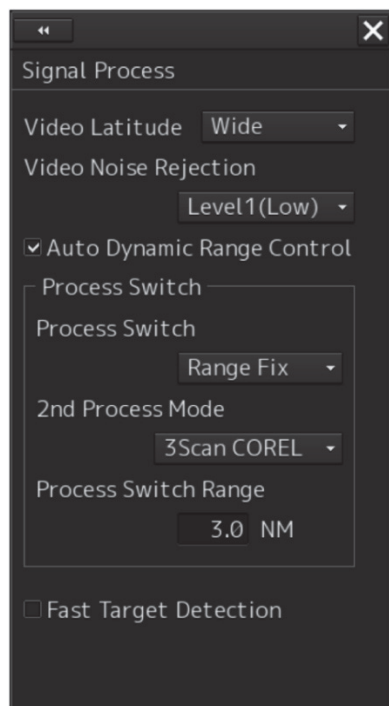 Signal Process
Video Latitude Wide
Video Noise Rejection
Level1(Low)
Auto Dynamic Range Control
Process Switch
Process Switch
Range Fix
2nd Process Mode
3Scan COREL
Process Switch Range
3.0 NM
Fast Target Detection